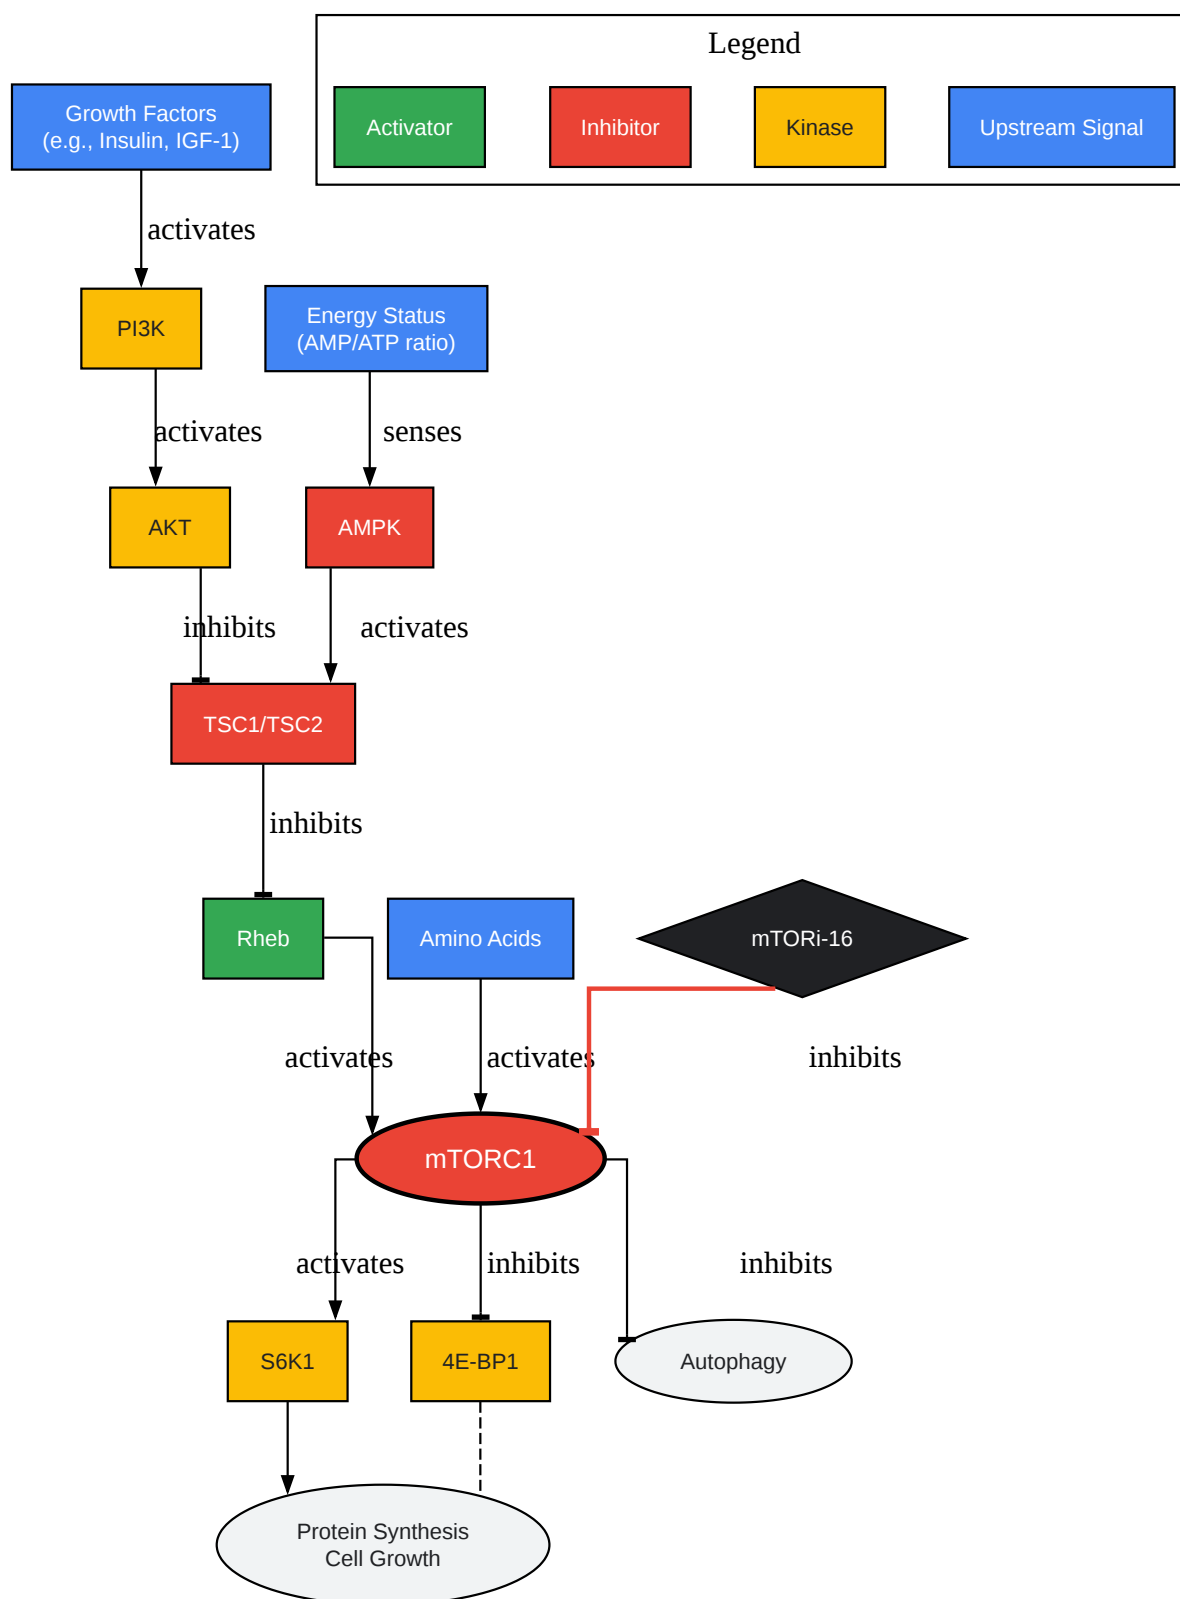 Legend
Activator
Inhibitor
Kinase
Upstream Signal
Growth Factors
(e.g., Insulin, IGF-1)
activates
PI3K
Energy Status
(AMP/ATP ratio)
activates
senses
AKT
AMPK
inhibits
activates
TSC1/TSC2
inhibits
Rheb
Amino Acids
mTORi-16
activates
activates
inhibits
mTORC1
activates
inhibits
inhibits
S6K1
4E-BP1
Autophagy
Protein Synthesis
Cell Growth